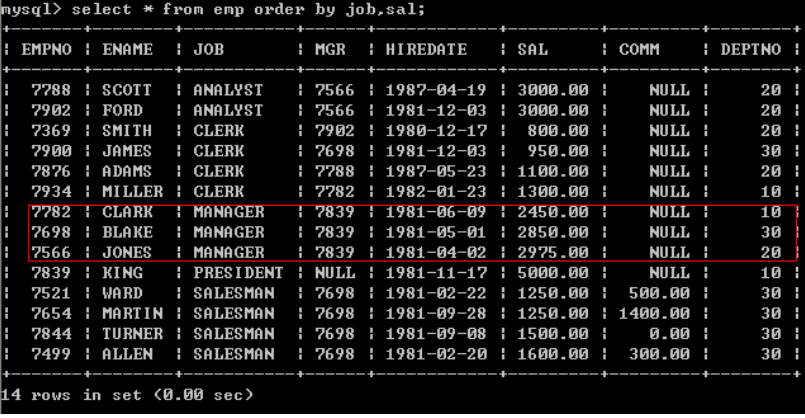 mysql> select * from emp order by job,sal;
+-------+--------+-----------+------+------------+---------+---------+--------+
| EMPNO | ENAME | JOB | MGR | HIREDATE | SAL | COMM | DEPTNO |
+-------+--------+-----------+------+------------+---------+---------+--------+
| 7788 | SCOTT | ANALYST | 7566 | 1987-04-19 | 3000.00 | NULL | 20 |
| 7902 | FORD | ANALYST | 7566 | 1981-12-03 | 3000.00 | NULL | 20 |
| 7369 | SMITH | CLERK | 7902 | 1980-12-17 | 800.00 | NULL | 20 |
| 7900 | JAMES | CLERK | 7698 | 1981-12-03 | 950.00 | NULL | 30 |
| 7876 | ADAMS | CLERK | 7788 | 1987-05-23 | 1100.00 | NULL | 20 |
| 7934 | MILLER | CLERK | 7782 | 1982-01-23 | 1300.00 | NULL | 10 |
| 7782 | CLARK | MANAGER | 7839 | 1981-06-09 | 2450.00 | NULL | 10 |
| 7698 | BLAKE | MANAGER | 7839 | 1981-05-01 | 2850.00 | NULL | 30 |
| 7566 | JONES | MANAGER | 7839 | 1981-04-02 | 2975.00 | NULL | 20 |
| 7839 | KING | PRESIDENT | NULL | 1981-11-17 | 5000.00 | NULL | 10 |
| 7521 | WARD | SALESMAN | 7698 | 1981-02-22 | 1250.00 | 500.00 | 30 |
| 7654 | MARTIN | SALESMAN | 7698 | 1981-09-28 | 1250.00 | 1400.00 | 30 |
| 7844 | TURNER | SALESMAN | 7698 | 1981-09-08 | 1500.00 | 0.00 | 30 |
| 7499 | ALLEN | SALESMAN | 7698 | 1981-02-20 | 1600.00 | 300.00 | 30 |
+-------+--------+-----------+------+------------+---------+---------+--------+
14 rows in set (0.00 sec)